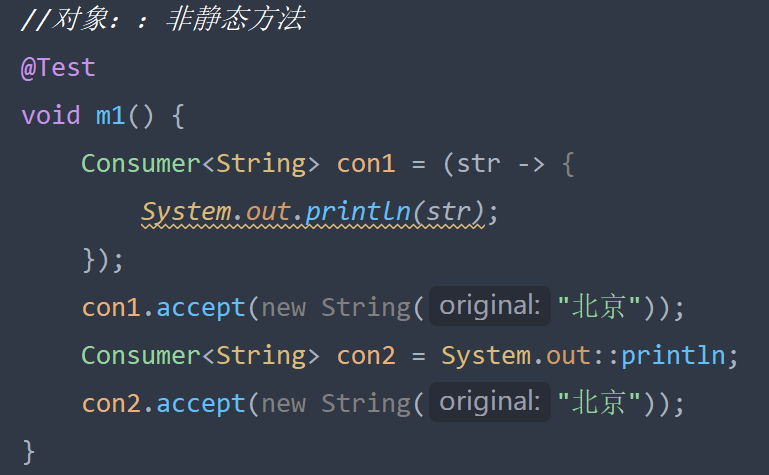 //对象：：非静态方法
@Test
void m1() {
    Consumer<String> con1 = (str -> {
        System.out.println(str);
    });
    con1.accept(new String( original: "北京"));
    Consumer<String> con2 = System.out::println;
    con2.accept(new String( original: "北京"));
}